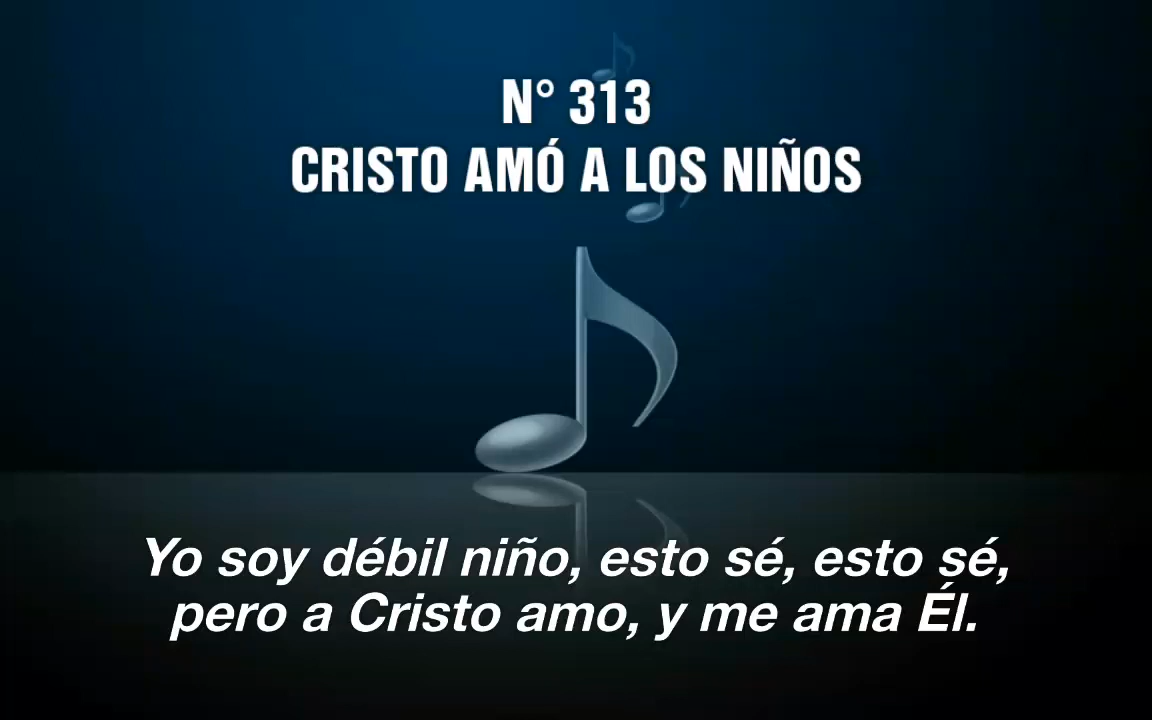 N° 313
CRISTO AMÓ A LOS NIÑOS
Yo soy débil niño, esto sé, esto sé,
pero a Cristo amo, y me ama Él.